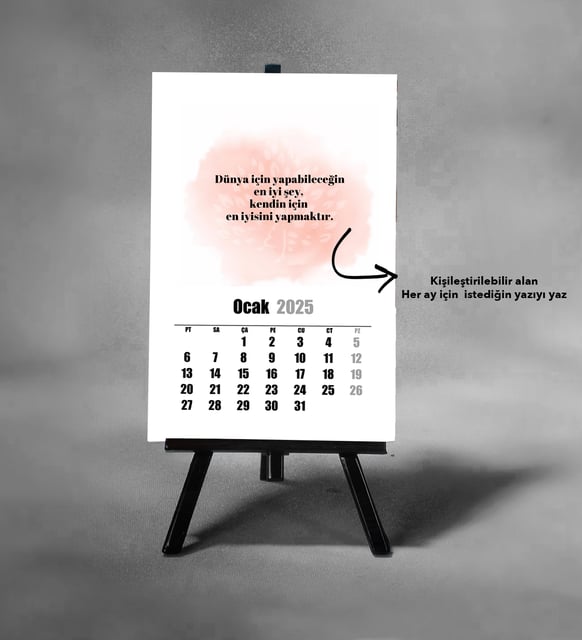 Dünya için yapabileceğin
en iyi şey,
kendin için
en iyisini yapmaktır.
Kişileştirilebilir alan
Her ay için istediğin yazıyı yaz
Ocak 2025
PT SA ÇA PE CU CT PZ
1 2 3 4 5
6 7 8 9 10 11 12
13 14 15 16 17 18 19
20 21 22 23 24 25 26
27 28 29 30 31